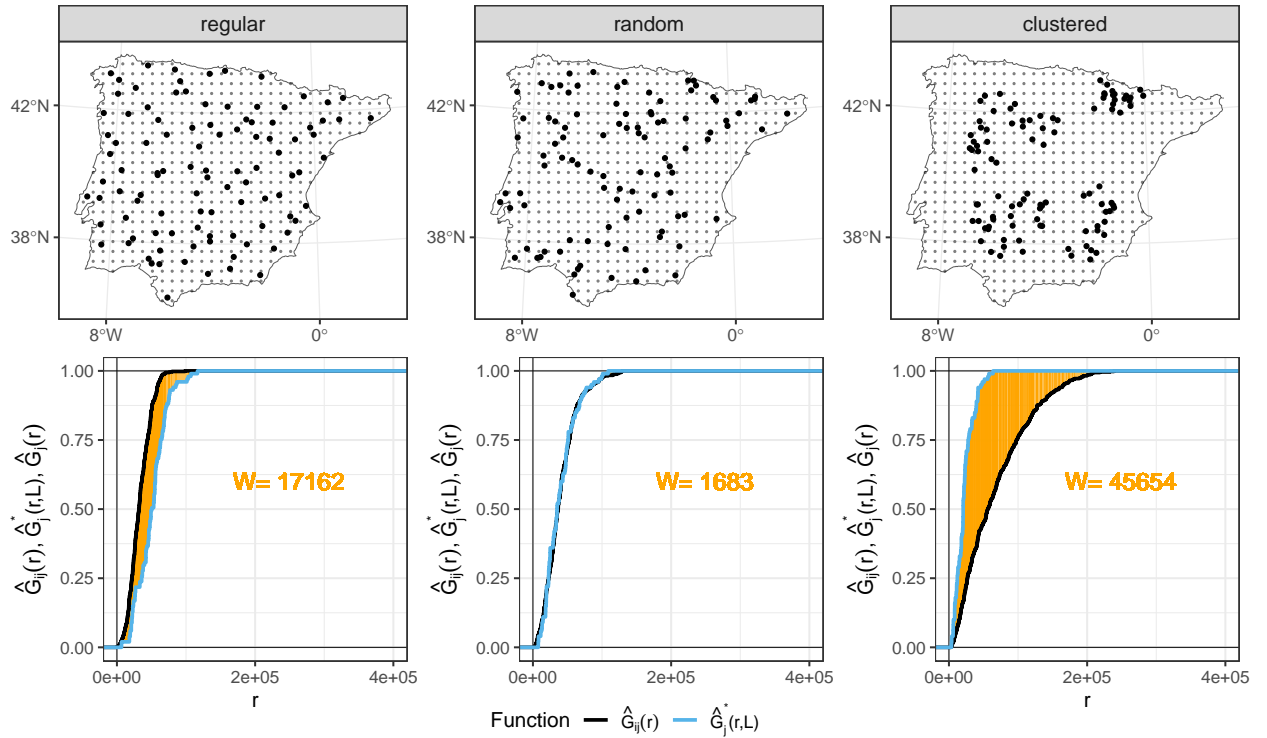 regular random clustered
42°N 42°N 42°N
38°N 38°N 38°N
8°W 0° 8°W 0° 8°W 0°
Ĝij(r), Ĝj*(r,L), Ĝj(r) Ĝij(r), Ĝj*(r,L), Ĝj(r) Ĝij(r), Ĝj*(r,L), Ĝj(r)
1.00 1.00 1.00
0.75 0.75 0.75
W= 17162 W= 1683 W= 45654
0.50 0.50 0.50
0.25 0.25 0.25
0.00 0.00 0.00
0e+00 2e+05 4e+05 0e+00 2e+05 4e+05 0e+00 2e+05 4e+05
r r r
Function Ĝij(r) Ĝj*(r,L)